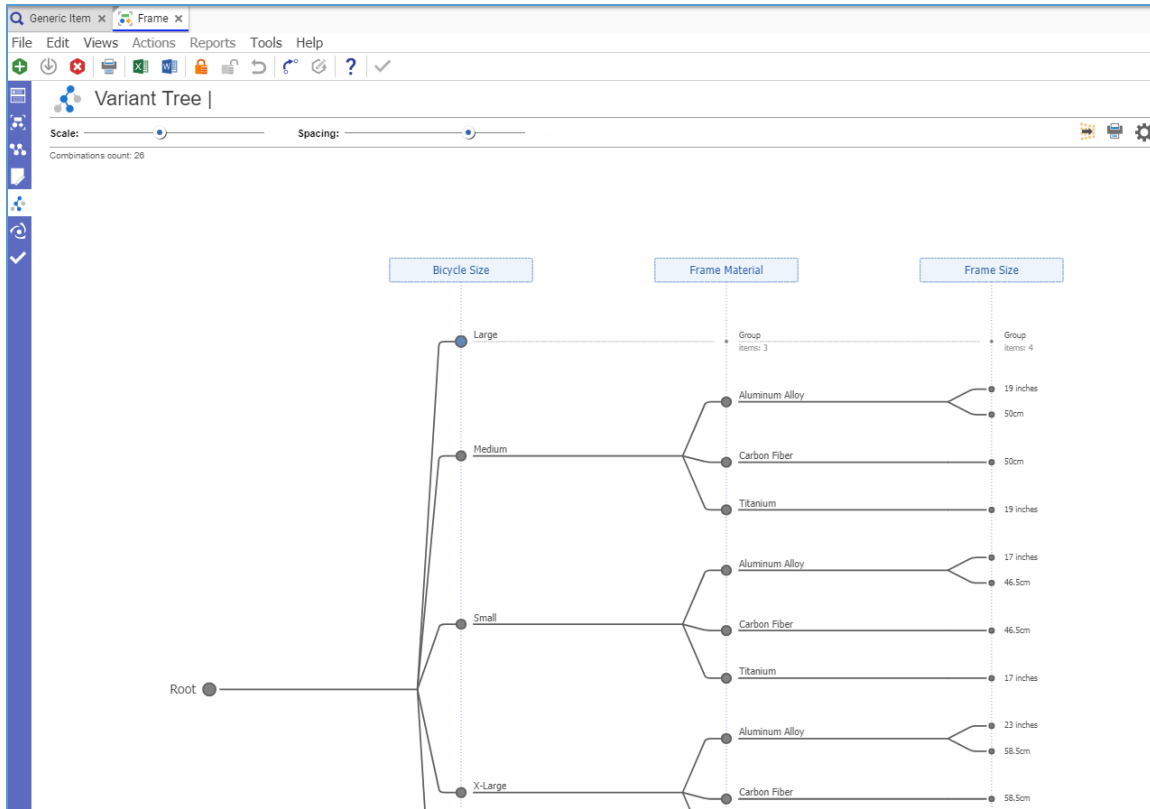 Generic Item
Frame
File Edit Views Actions Reports Tools Help
Variant Tree |
Scale: Spacing:
Combinations count: 26
Bicycle Size Frame Material Frame Size
Large Group Group
items: 3 items: 4
Aluminum Alloy 19 inches
50cm
Medium Carbon Fiber 50cm
Titanium 19 inches
Aluminum Alloy 17 inches
46.5cm
Small Carbon Fiber 46.5cm
Titanium 17 inches
Root
Aluminum Alloy 23 inches
58.5cm
X-Large Carbon Fiber 58.5cm